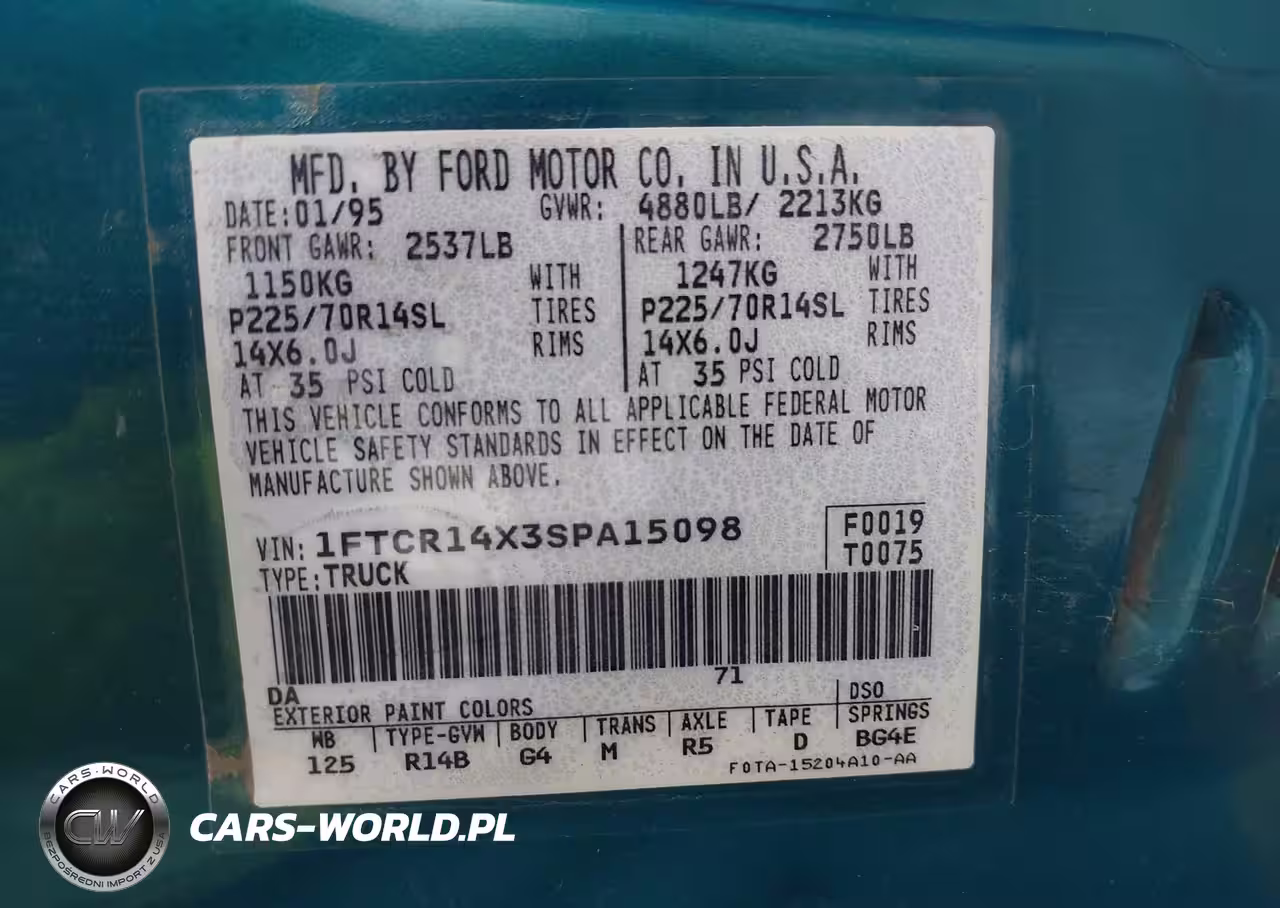 MFD. BY FORD MOTOR CO. IN U.S.A.
DATE:01/95 GVWR: 4880LB/ 2213KG
FRONT GAWR: 2537LB REAR GAWR: 2750LB
1150KG WITH 1247KG WITH
P225/70R14SL TIRES P225/70R14SL TIRES
14X6.0J RIMS 14X6.0J RIMS
AT 35 PSI COLD AT 35 PSI COLD
THIS VEHICLE CONFORMS TO ALL APPLICABLE FEDERAL MOTOR
VEHICLE SAFETY STANDARDS IN EFFECT ON THE DATE OF
MANUFACTURE SHOWN ABOVE.
VIN: 1FTCR14X3SPA15098 F0019
TYPE:TRUCK T0075
71
DA
EXTERIOR PAINT COLORS DSO
WB TYPE-GVW BODY TRANS AXLE TAPE SPRINGS
125 R14B G4 M R5 D BG4E
F0TA-15204A10-AA
CARS-WORLD
CW
BEZPOŚREDNI IMPORT Z USA
CARS-WORLD.PL